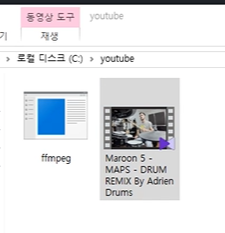 동영상 도구
youtube
기
재생
› 로컬 디스크 (C:) › youtube
ffmpeg
Maroon 5 -
MAPS - DRUM
REMIX By Adrien
Drums